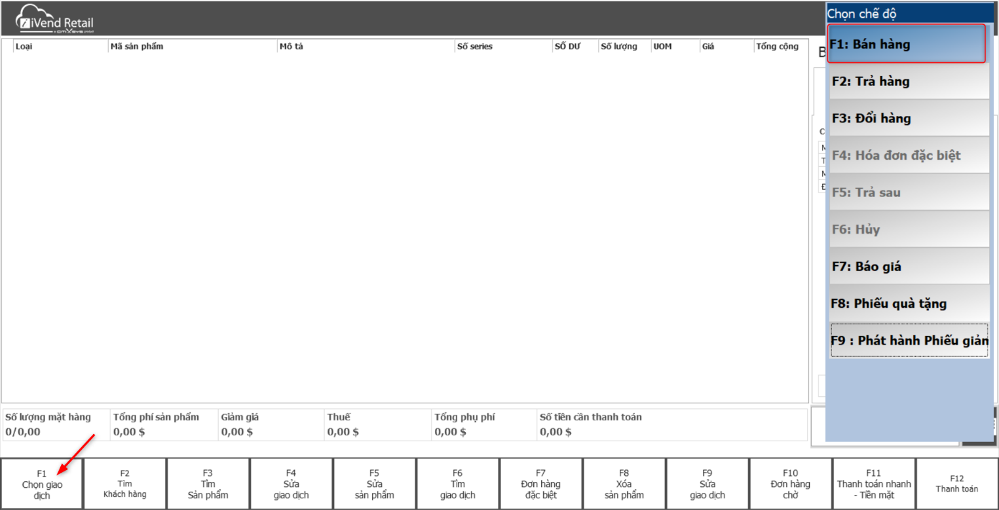 iVend Retail
a CitiXsys product
Chọn chế độ
F1: Bán hàng
F2: Trả hàng
F3: Đổi hàng
F4: Hóa đơn đặc biệt
F5: Trả sau
F6: Hủy
F7: Báo giá
F8: Phiếu quà tặng
F9 : Phát hành Phiếu giảm
Loại Mã sản phẩm Mô tả Số series SỐ DƯ Số lượng UOM Giá Tổng cộng
Số lượng mặt hàng Tổng phí sản phẩm Giảm giá Thuế Tổng phụ phí Số tiền cần thanh toán
0/0,00 0,00 $ 0,00 $ 0,00 $ 0,00 $ 0,00 $
F1
Chọn giao
dịch
F2
Tìm
Khách hàng
F3
Tìm
Sản phẩm
F4
Sửa
giao dịch
F5
Sửa
sản phẩm
F6
Tìm
giao dịch
F7
Đơn hàng
đặc biệt
F8
Xóa
sản phẩm
F9
Sửa
giao dịch
F10
Đơn hàng
chờ
F11
Thanh toán nhanh
- Tiền mặt
F12
Thanh toán